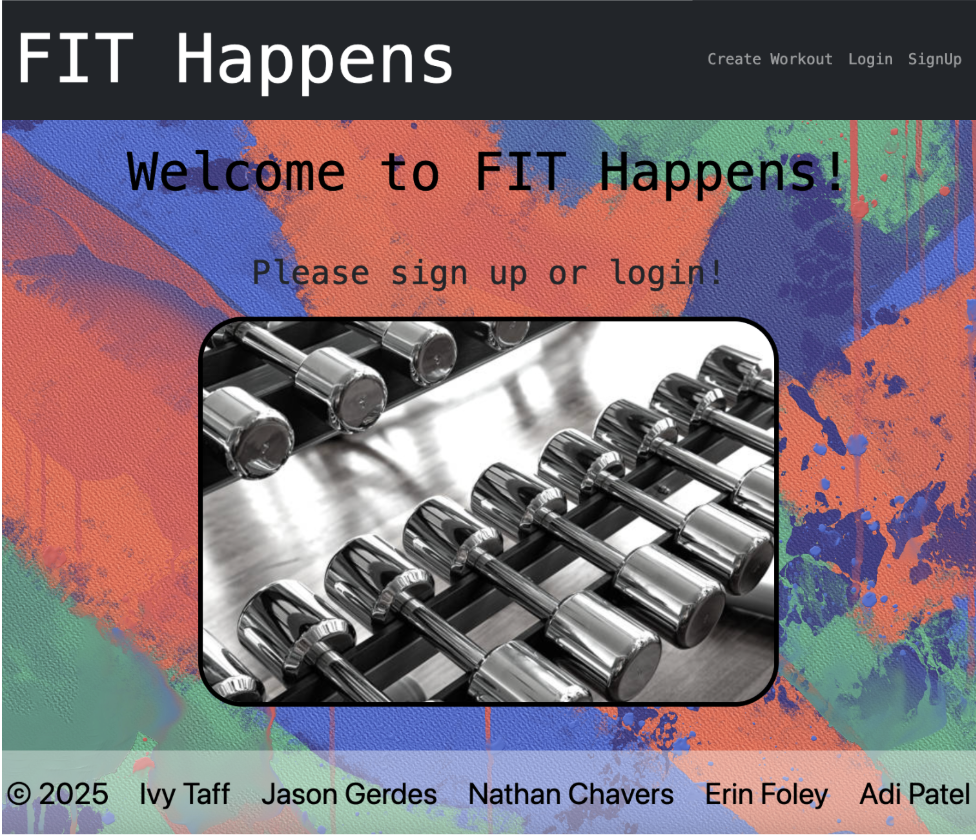 FIT Happens
Create Workout Login SignUp
Welcome to FIT Happens!
Please sign up or login!
© 2025 Ivy Taff Jason Gerdes Nathan Chavers Erin Foley Adi Patel